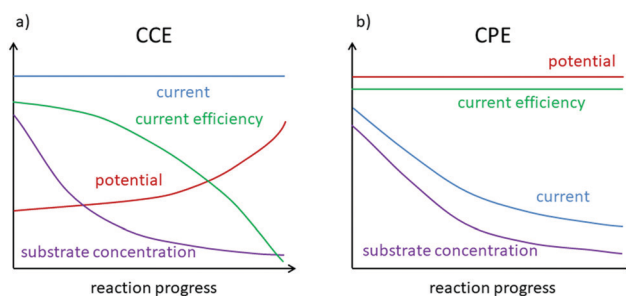 a)
CCE
current
current efficiency
potential
substrate concentration
reaction progress
b)
CPE
potential
current efficiency
current
substrate concentration
reaction progress